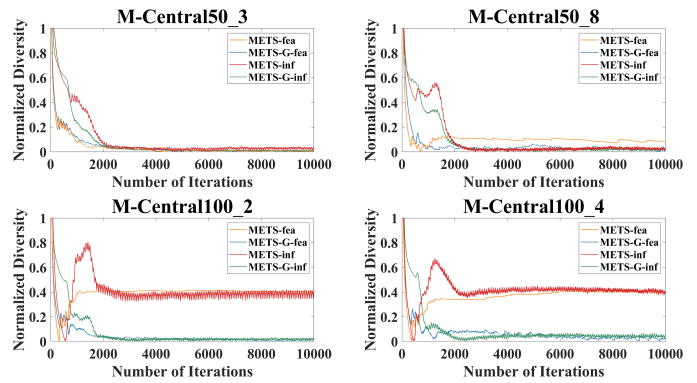 M-Central50_3
Normalized Diversity
1
0.8
0.6
0.4
0.2
0
METS-fea
METS-G-fea
METS-inf
METS-G-inf
0 2000 4000 6000 8000 10000
Number of Iterations
M-Central50_8
Normalized Diversity
1
0.8
0.6
0.4
0.2
0
METS-fea
METS-G-fea
METS-inf
METS-G-inf
0 2000 4000 6000 8000 10000
Number of Iterations
M-Central100_2
Normalized Diversity
1
0.8
0.6
0.4
0.2
0
METS-fea
METS-G-fea
METS-inf
METS-G-inf
0 2000 4000 6000 8000 10000
Number of Iterations
M-Central100_4
Normalized Diversity
1
0.8
0.6
0.4
0.2
0
METS-fea
METS-G-fea
METS-inf
METS-G-inf
0 2000 4000 6000 8000 10000
Number of Iterations